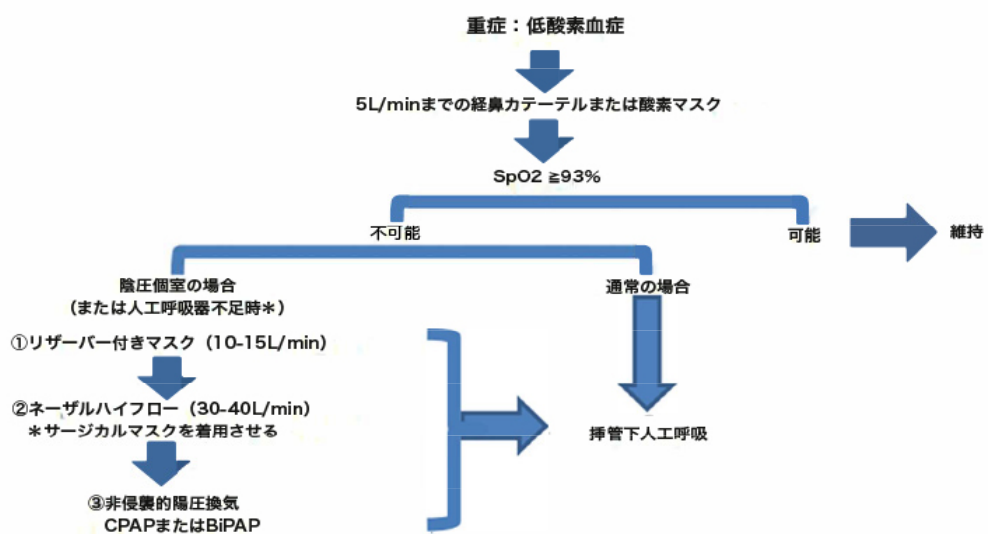 重症：低酸素血症
5L/minまでの経鼻カテーテルまたは酸素マスク
SpO2 ≧93%
不可能
可能
維持
陰圧個室の場合
（または人工呼吸器不足時＊）
通常の場合
①リザーバー付きマスク（10-15L/min）
②ネーザルハイフロー（30-40L/min）
＊サージカルマスクを着用させる
挿管下人工呼吸
③非侵襲的陽圧換気
CPAPまたはBiPAP